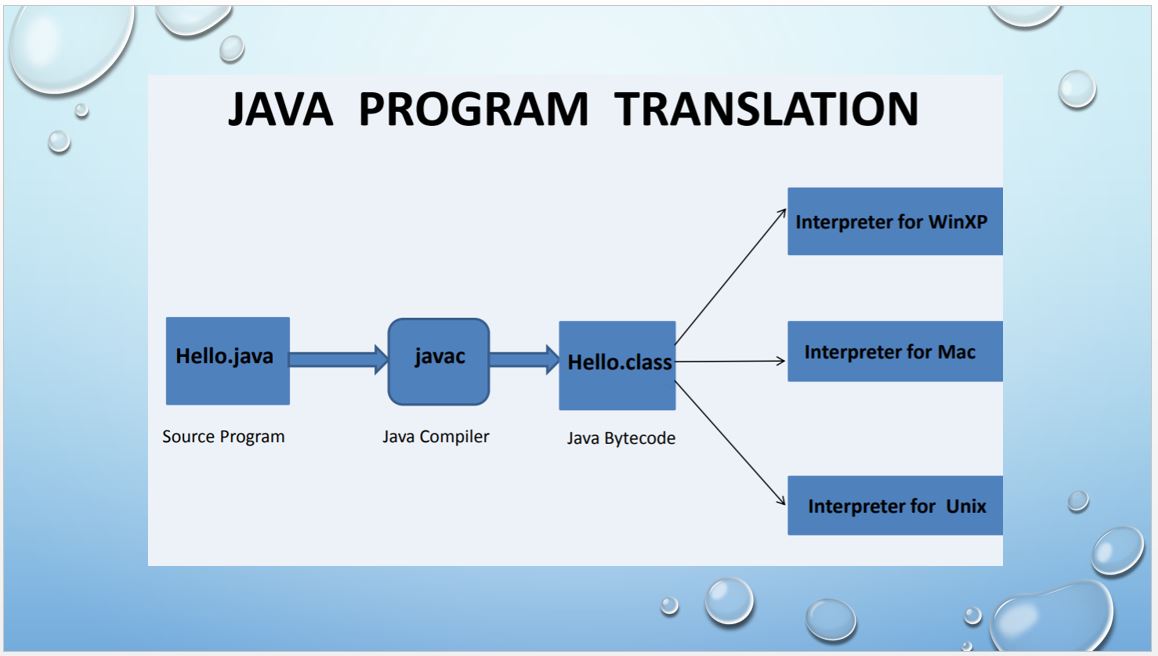 JAVA PROGRAM TRANSLATION
Interpreter for WinXP
Hello.java
javac
Hello.class
Interpreter for Mac
Source Program
Java Compiler
Java Bytecode
Interpreter for Unix